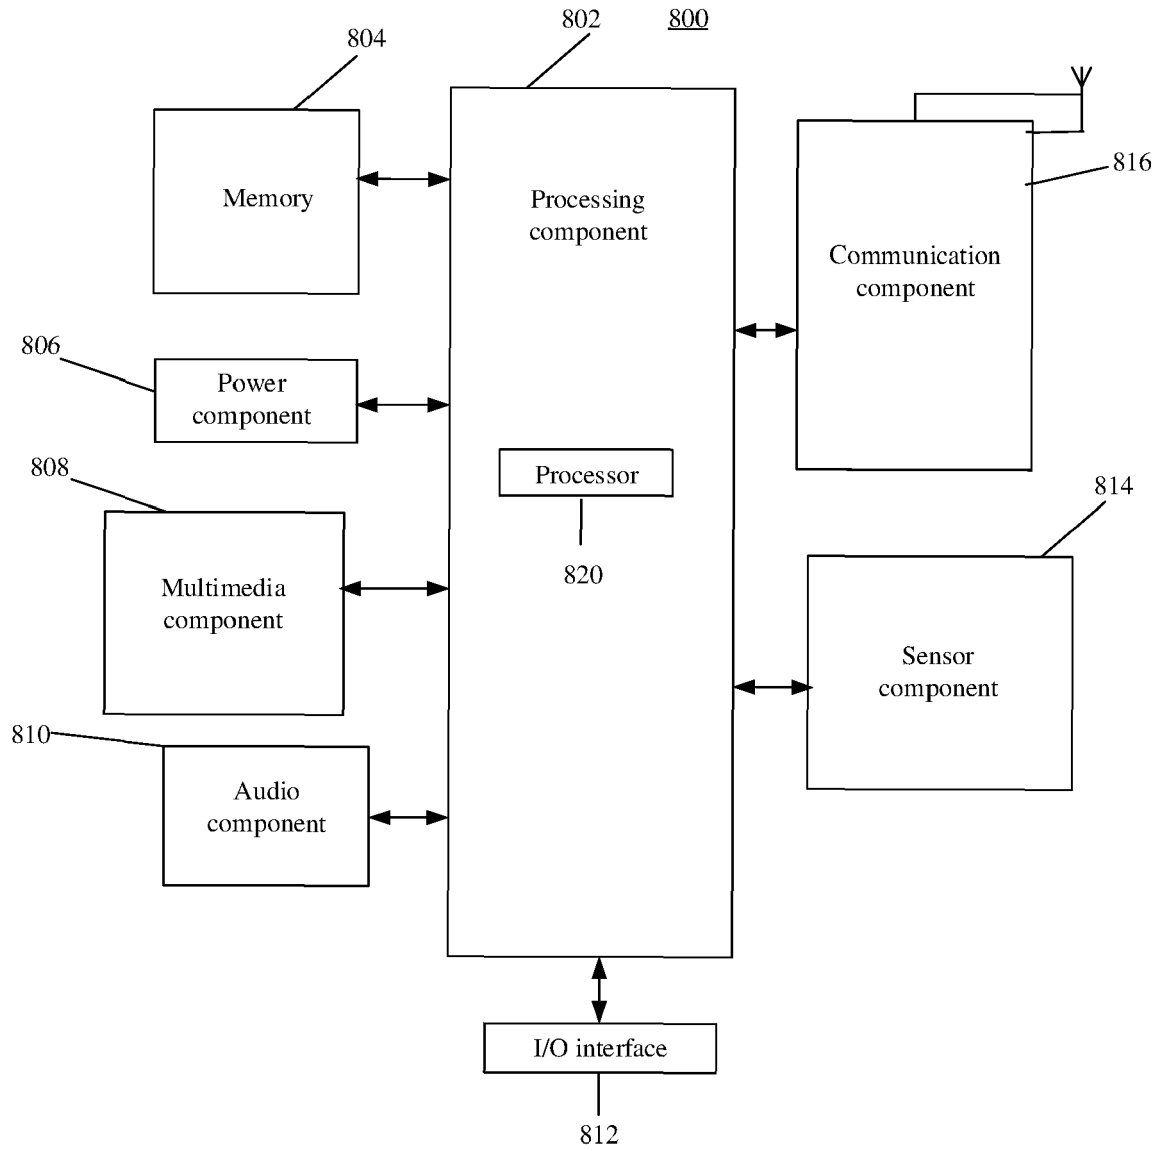 802
800
804
816
Memory
Processing
component
Communication
component
806
Power
component
808
Processor
814
820
Multimedia
component
Sensor
component
810
Audio
component
I/O interface
812